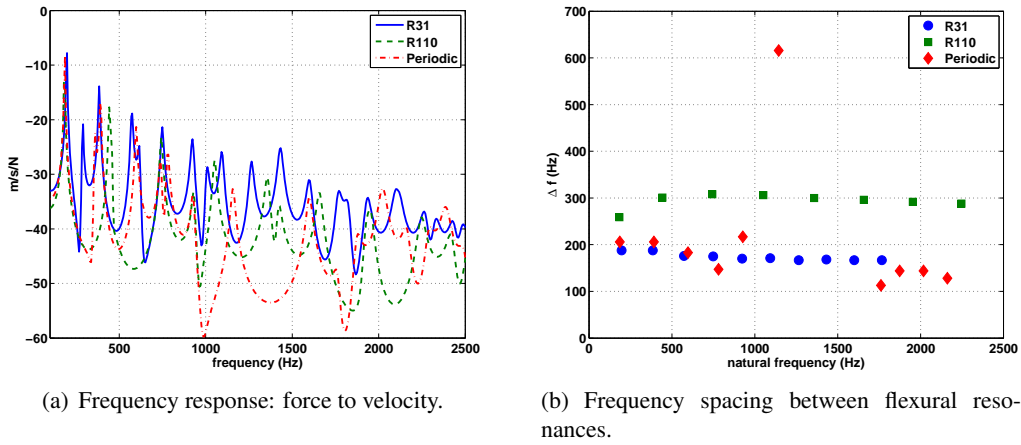 0
−10
−20
−30
−40
−50
−60
m/s/N
500
1000
1500
2000
2500
frequency (Hz)
R31
R110
Periodic
(a) Frequency response: force to velocity.
700
600
500
400
300
200
100
0
Δ f (Hz)
0
500
1000
1500
2000
2500
natural frequency (Hz)
R31
R110
Periodic
(b) Frequency spacing between flexural reso-
nances.